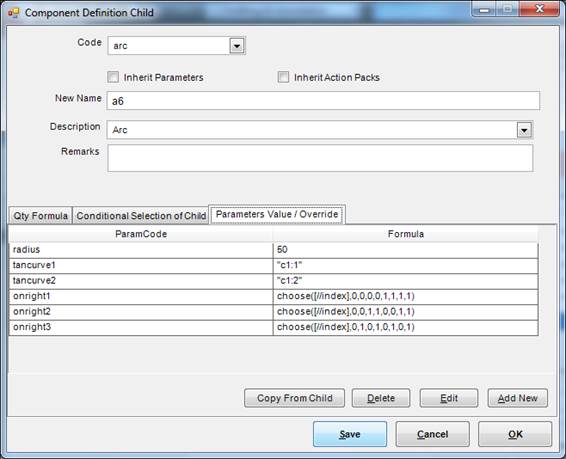 Component Definition Child
Code arc
Inherit Parameters Inherit Action Packs
New Name a6
Description Arc
Remarks
Qty Formula Conditional Selection of Child Parameters Value / Override
ParamCode Formula
radius 50
tancurve1 "c1:1"
tancurve2 "c1:2"
onright1 choose([//index],0,0,0,0,1,1,1,1)
onright2 choose([//index],0,0,1,1,0,0,1,1)
onright3 choose([//index],0,1,0,1,0,1,0,1)
Copy From Child Delete Edit Add New
Save Cancel OK